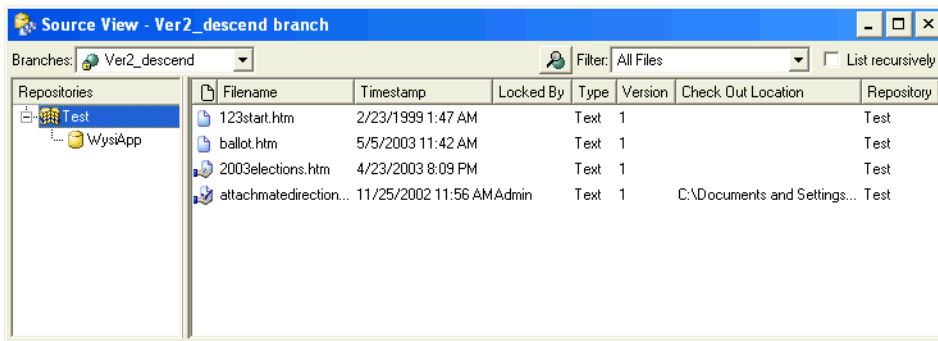 Source View - Ver2_descend branch
Branches: Ver2_descend Filter: All Files List recursively
Repositories Filename Timestamp Locked By Type Version Check Out Location Repository
Test 123start.htm 2/23/1999 1:47 AM Text 1 Test
WysiApp ballot.htm 5/5/2003 11:42 AM Text 1 Test
2003elections.htm 4/23/2003 8:09 PM Text 1 Test
attachmatedirection... 11/25/2002 11:56 AM Admin Text 1 C:\Documents and Settings... Test